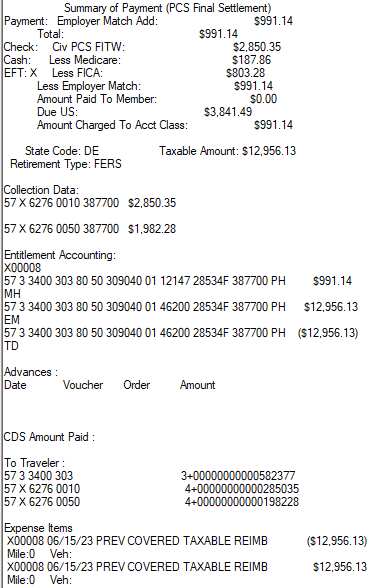 Summary of Payment (PCS Final Settlement)
Payment: Employer Match Add: $991.14
Total: $991.14
Check: Civ PCS FITW: $2,850.35
Cash: Less Medicare: $187.86
EFT: X Less FICA: $803.28
Less Employer Match: $991.14
Amount Paid To Member: $0.00
Due US: $3,841.49
Amount Charged To Acct Class: $991.14
State Code: DE Taxable Amount: $12,956.13
Retirement Type: FERS
Collection Data:
57 X 6276 0010 387700 $2,850.35
57 X 6276 0050 387700 $1,982.28
Entitlement Accounting:
X00008
57 3 3400 303 80 50 309040 01 12147 28534F 387700 PH $991.14
MH
57 3 3400 303 80 50 309040 01 46200 28534F 387700 PH $12,956.13
EM
57 3 3400 303 80 50 309040 01 46200 28534F 387700 PH ($12,956.13)
TD
Advances :
Date Voucher Order Amount
CDS Amount Paid :
To Traveler :
57 3 3400 303 3+00000000000582377
57 X 6276 0010 4+00000000000285035
57 X 6276 0050 4+00000000000198228
Expense Items
X00008 06/15/23 PREV COVERED TAXABLE REIMB ($12,956.13)
Mile:0 Veh:
X00008 06/15/23 PREV COVERED TAXABLE REIMB $12,956.13
Mile:0 Veh: